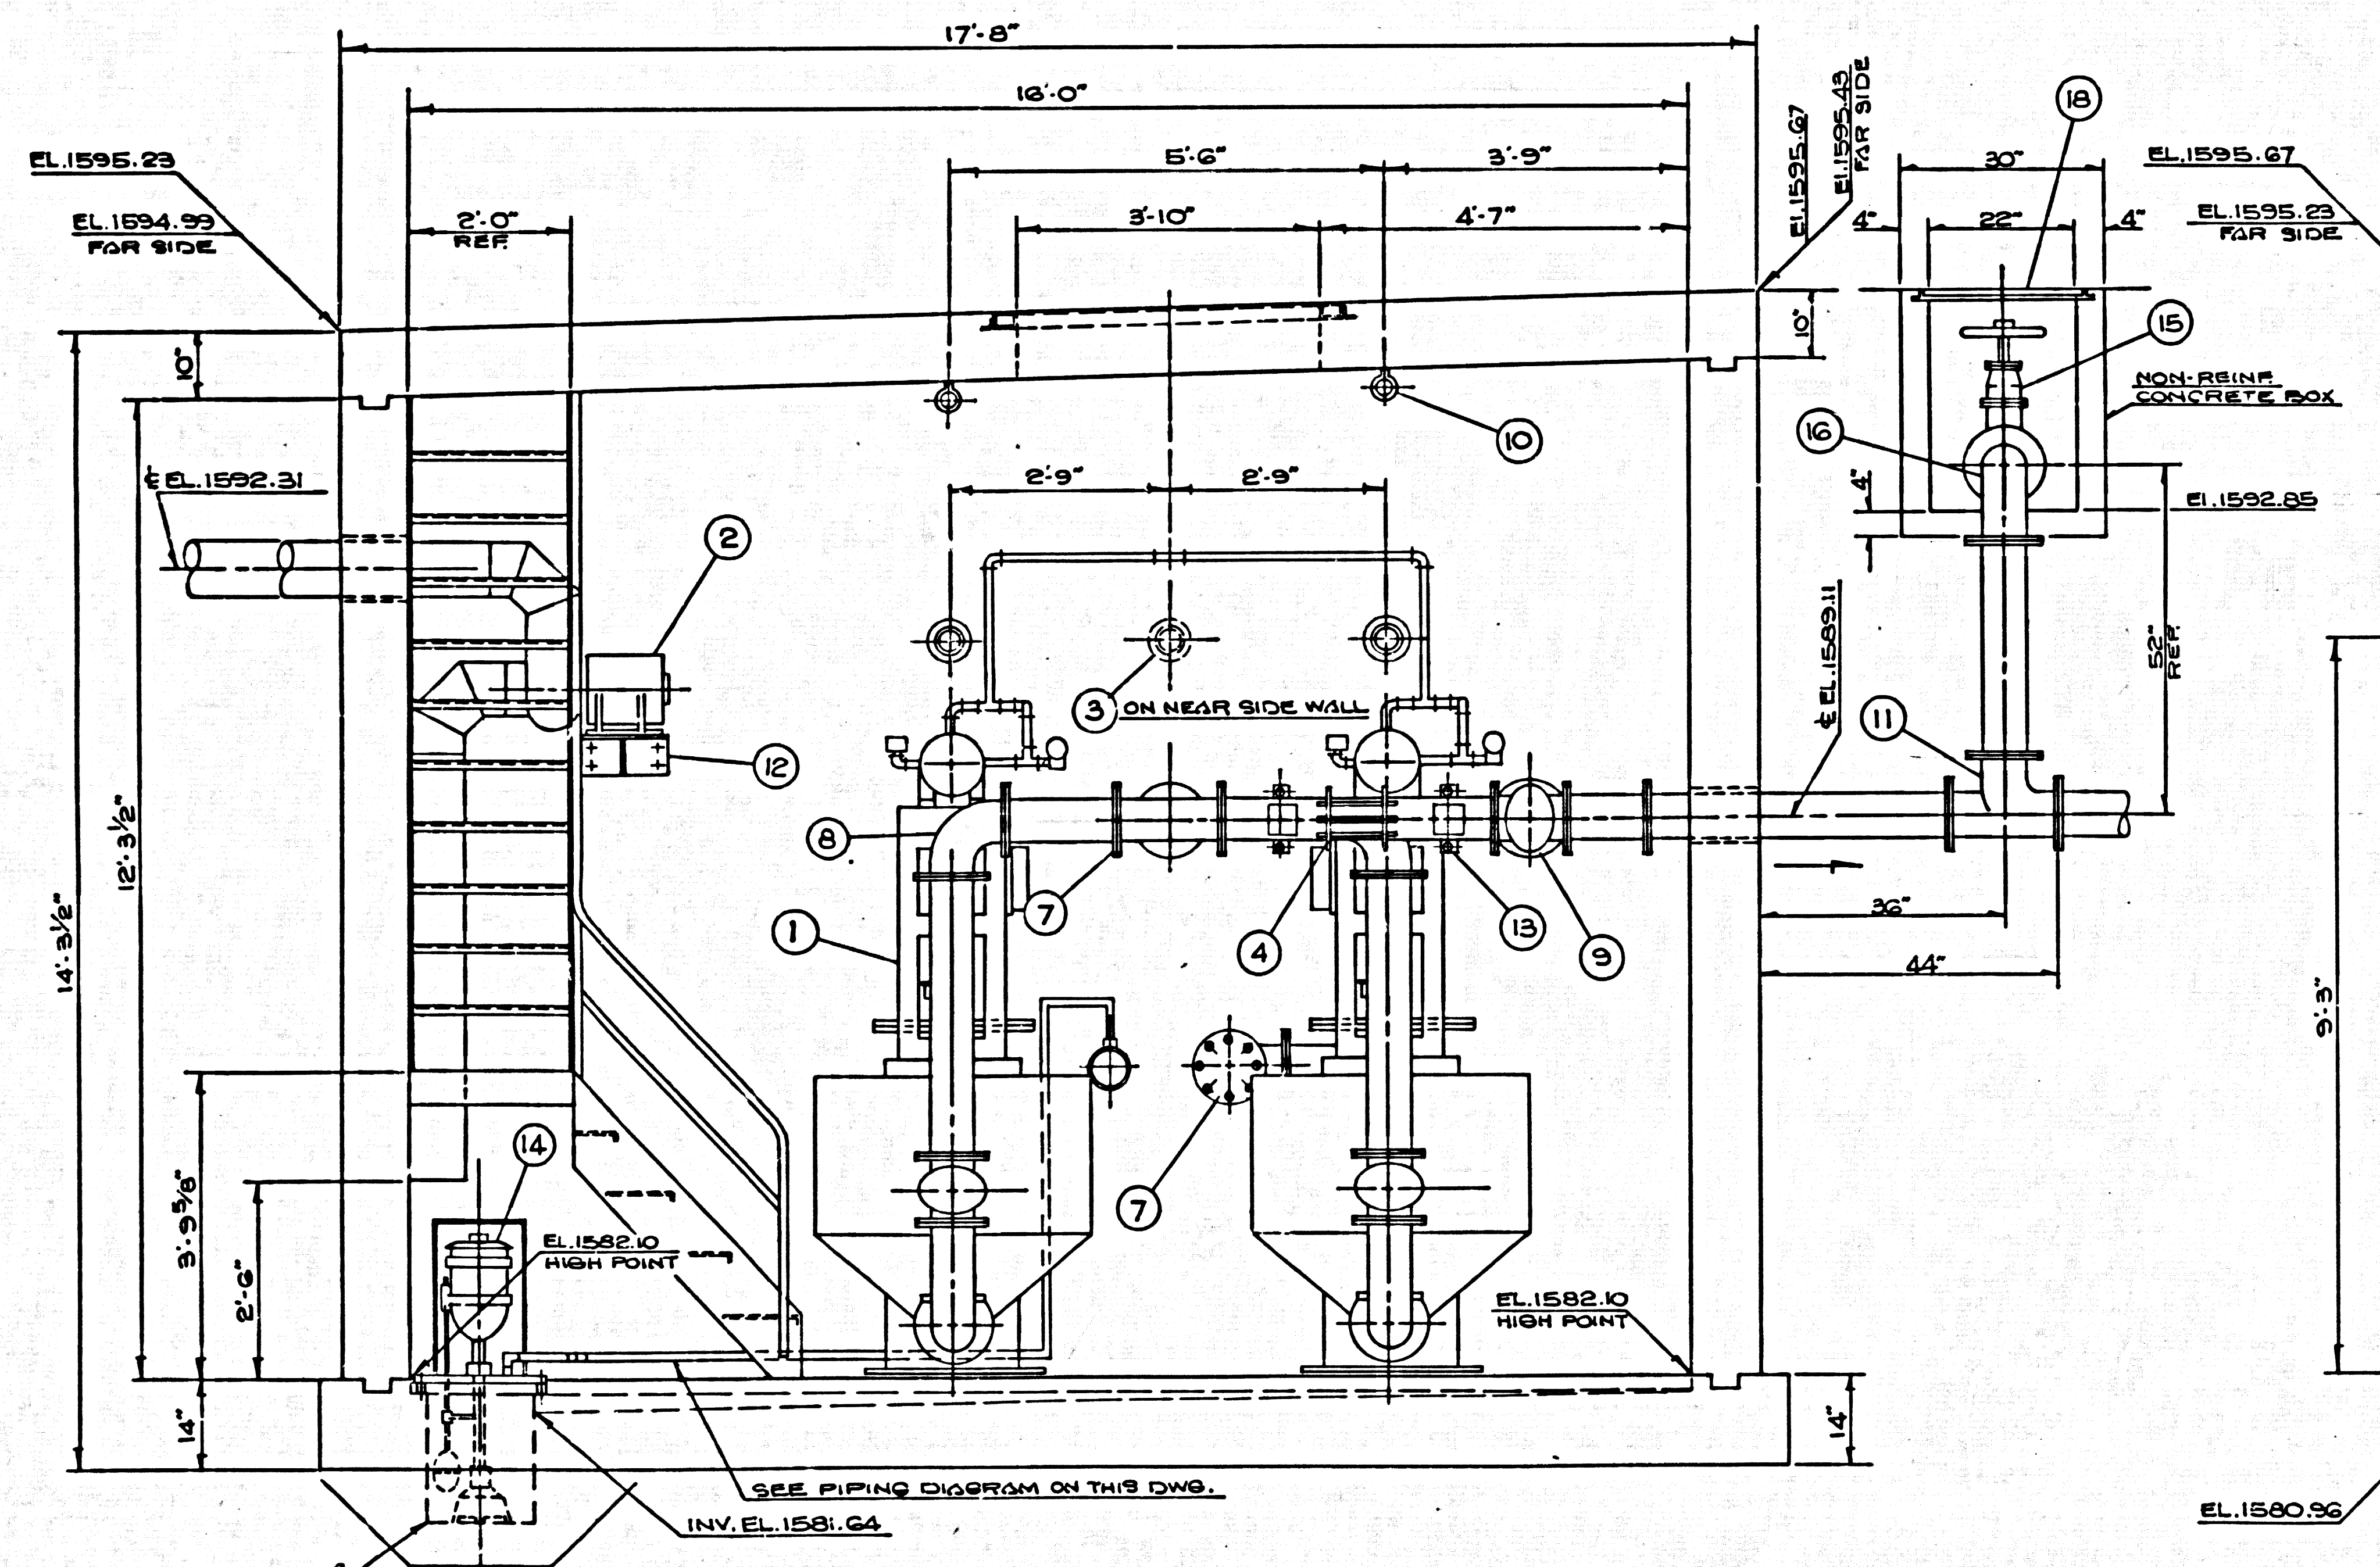 17'-8"
16'-0"
5'-6"
3'-9"
3'-10"
4'-7"
2'-0"
REF.
EL.1595.23
EL.1594.99
FAR SIDE
EL.1595.67
EL.1595.43
FAR SIDE
18
30"
4"
22"
4"
EL.1595.67
EL.1595.23
FAR SIDE
10"
10"
15
NON-REINF.
CONCRETE BOX
16
10
4"
EL.1592.85
℄ EL.1592.31
2'-9"
2'-9"
2
3 ON NEAR SIDE WALL
12
℄ EL.1589.11
52"
REF.
11
8
7
1
4
13
9
36"
44"
12'-3½"
14'-3½"
9'-3"
7
14
3'-9⅝"
2'-6"
EL.1582.10
HIGH POINT
EL.1582.10
HIGH POINT
14"
14"
SEE PIPING DIAGRAM ON THIS DWG.
INV. EL.1581.64
EL.1580.96